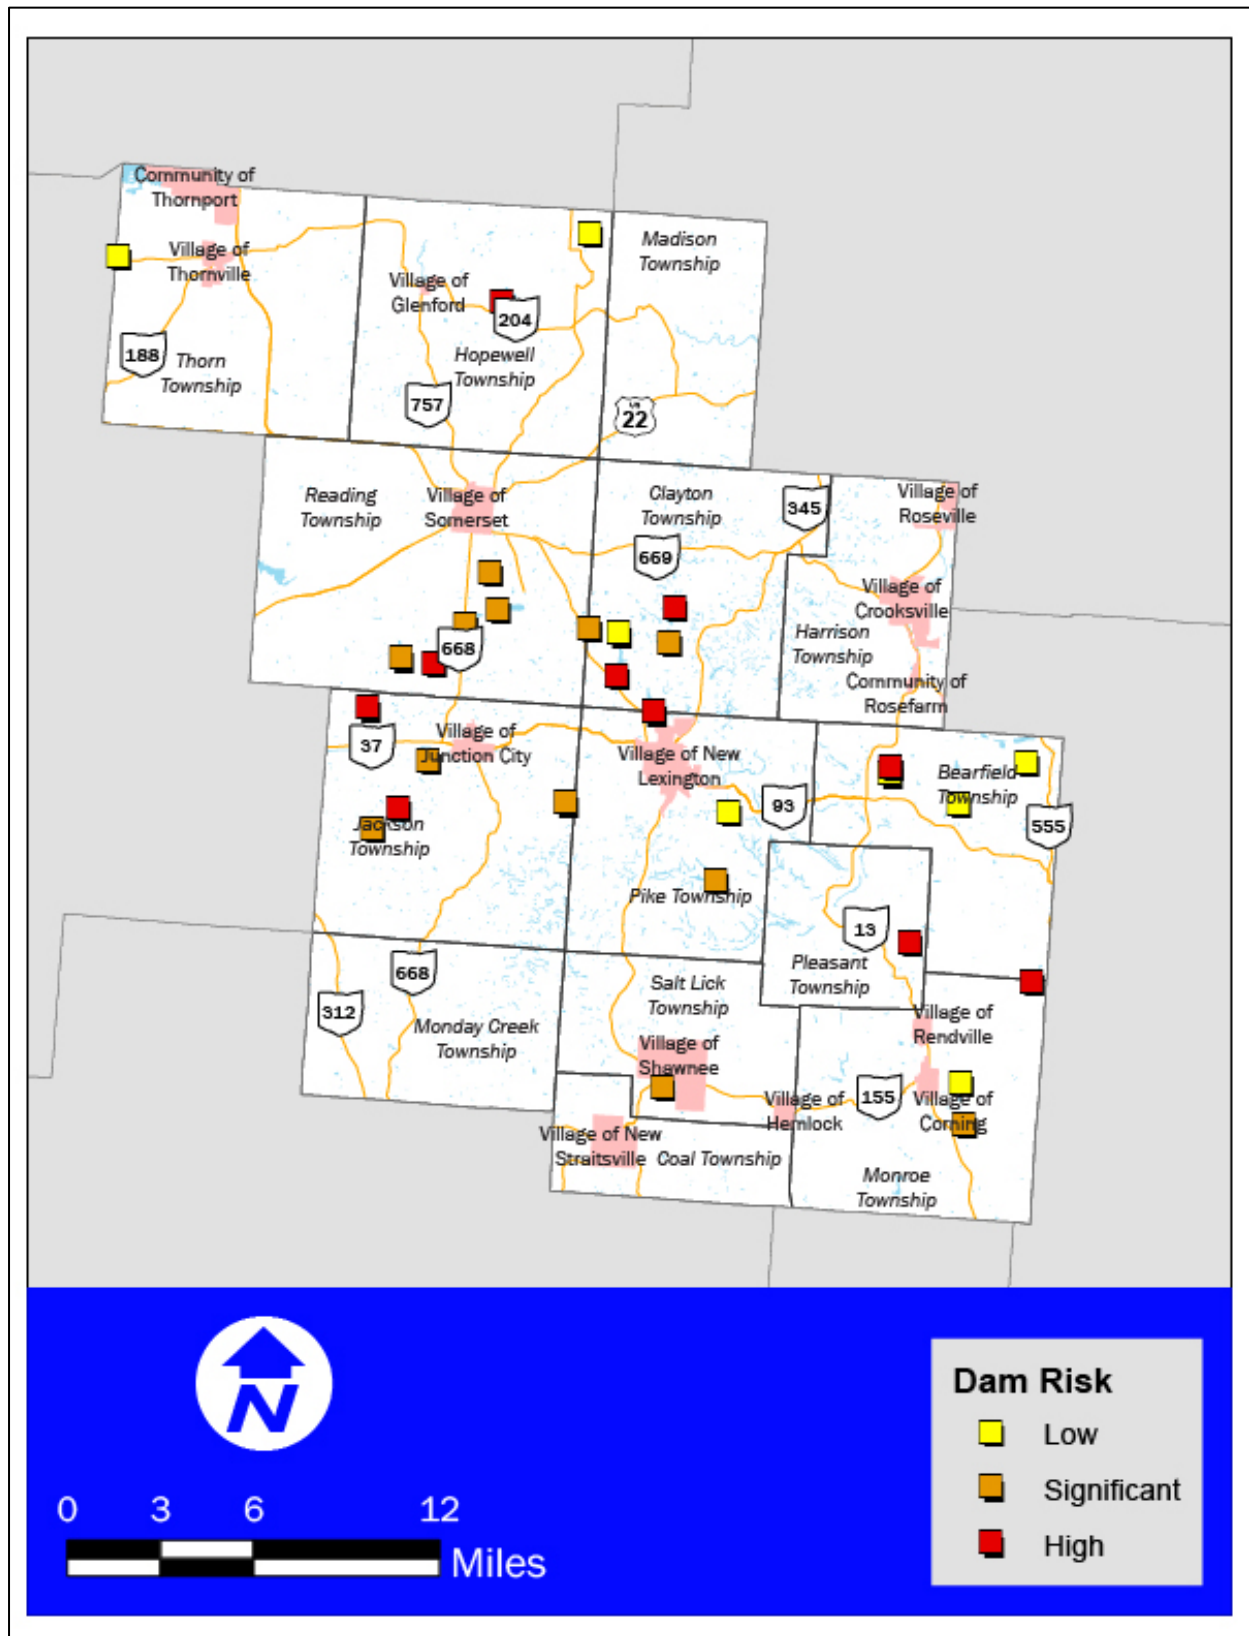 Community of
Thornport
Village of
Thornville
Madison
Township
Village of
Glenford
204
188
Thorn
Township
Hopewell
Township
757
US
22
Reading
Township
Village of
Somerset
Clayton
Township
345
Village of
Roseville
669
Village of
Crooksville
Harrison
Township
668
Community of
Rosefarm
37
Village of
Junction City
Village of New
Lexington
Bearfield
Township
93
555
Jackson
Township
Pike Township
13
Pleasant
Township
668
312
Salt Lick
Township
Monday Creek
Township
Village of
Rendville
Village of
Shawnee
155
Village of
Hemlock
Village of
Corning
Village of New
Straitsville
Coal Township
Monroe
Township
N
0 3 6 12
Miles
Dam Risk
Low
Significant
High